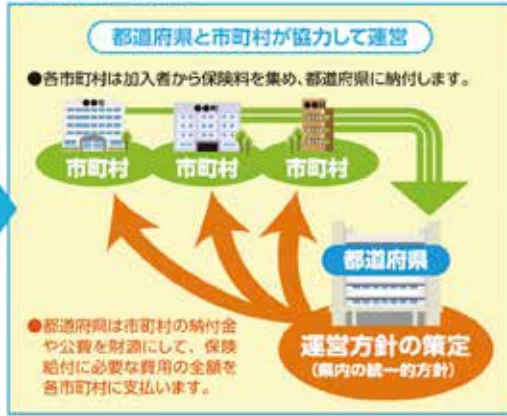 都道府県と市町村が協力して運営
●各市町村は加入者から保険料を集め、都道府県に納付します。
市町村
市町村
市町村
都道府県
運営方針の策定
(県内の統一的方針)
●都道府県は市町村の納付金
や公費を財源にして、保険
給付に必要な費用の全額を
各市町村に支払います。